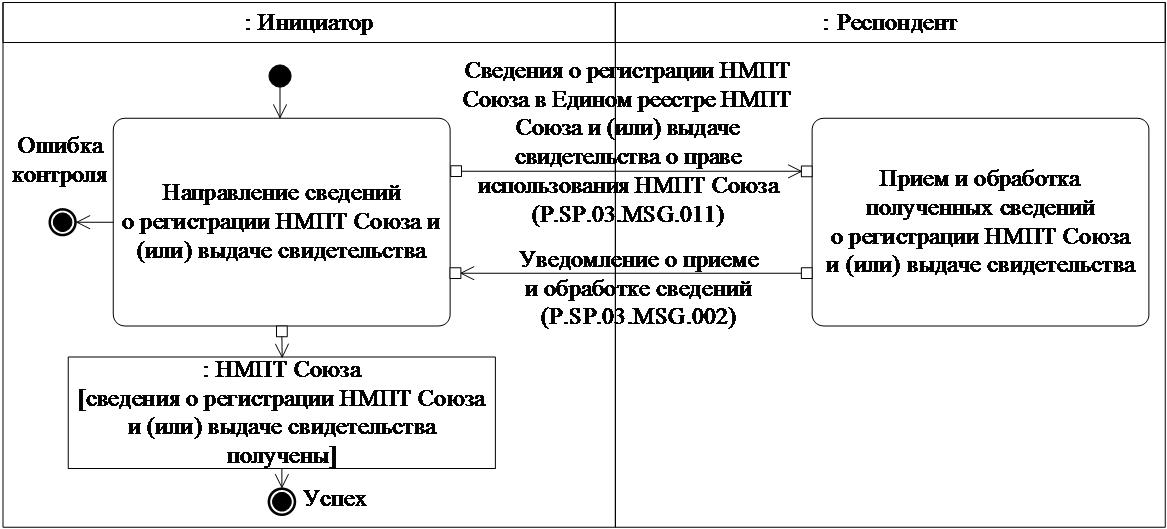 : Инициатор
: Респондент
Сведения о регистрации НМПТ
Союза в Едином реестре НМПТ
Союза и (или) выдаче
свидетельства о праве
использования НМПТ Союза
(P.SP.03.MSG.011)
Ошибка
контроля
Направление сведений
о регистрации НМПТ Союза и
(или) выдаче свидетельства
Прием и обработка
полученных сведений
о регистрации НМПТ Союза
и (или) выдаче свидетельства
Уведомление о приеме
и обработке сведений
(P.SP.03.MSG.002)
: НМПТ Союза
[сведения о регистрации НМПТ Союза
и (или) выдаче свидетельства
получены]
Успех